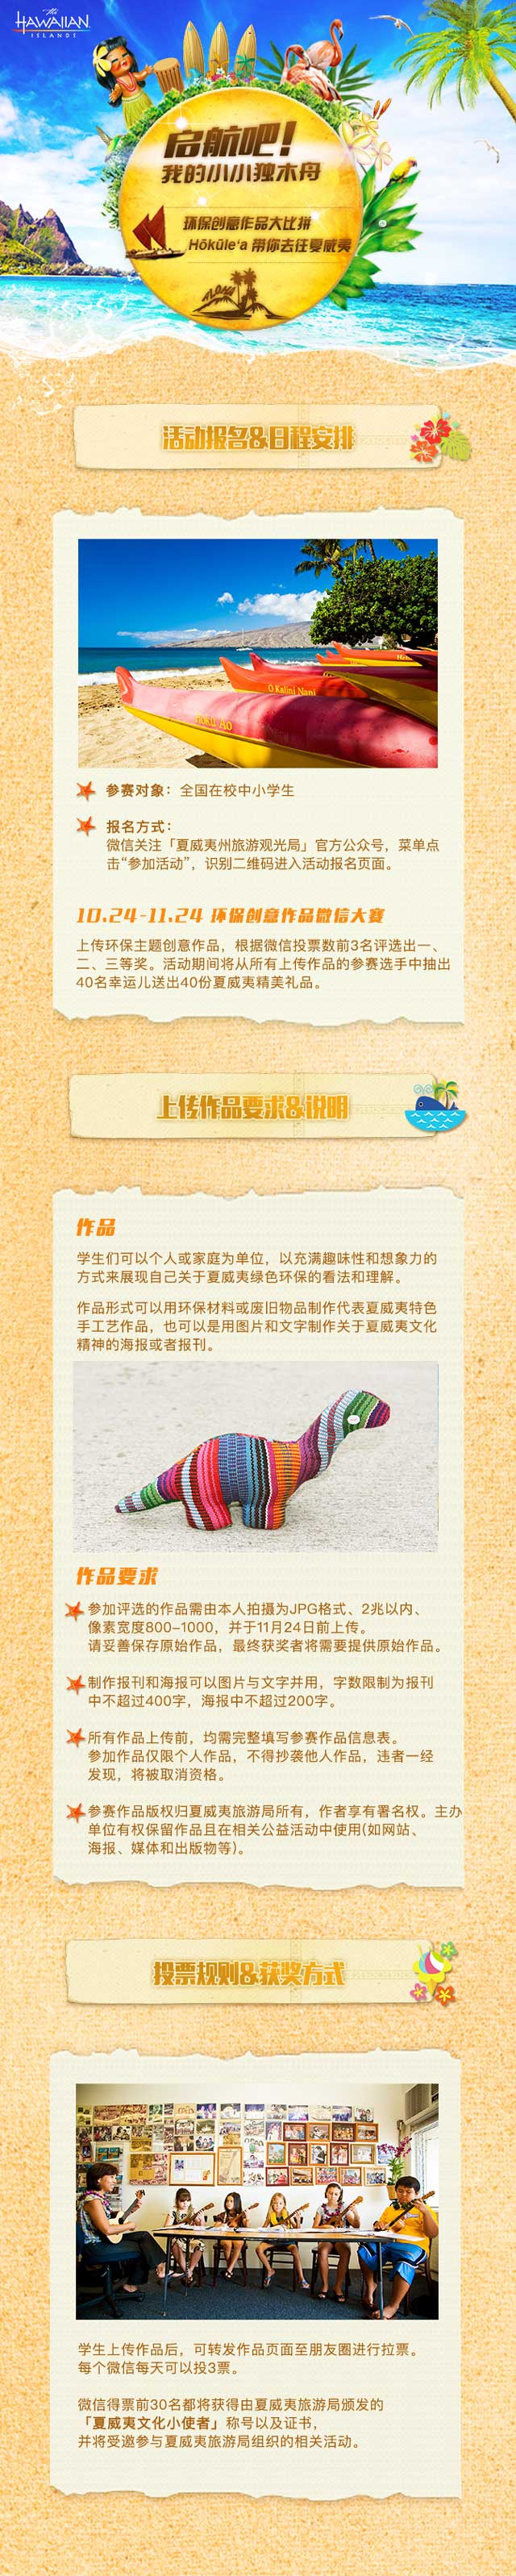 The
HAWAIIAN
ISLANDS
启航吧！
我的小小独木舟
环保创意作品大比拼
Hōkūle'a 带你去往夏威夷
ALOHA
活动报名&日程安排
O Kalini Nani
Hoku Ao
参赛对象：全国在校中小学生
报名方式：
微信关注「夏威夷州旅游观光局」官方公众号，菜单点
击“参加活动”，识别二维码进入活动报名页面。
10.24-11.24 环保创意作品微信大赛
上传环保主题创意作品，根据微信投票数前3名评选出一、
二、三等奖。活动期间将从所有上传作品的参赛选手中抽出
40名幸运儿送出40份夏威夷精美礼品。
上传作品要求&说明
作品
学生们可以个人或家庭为单位，以充满趣味性和想象力的
方式来展现自己关于夏威夷绿色环保的看法和理解。
作品形式可以用环保材料或废旧物品制作代表夏威夷特色
手工艺作品，也可以是用图片和文字制作关于夏威夷文化
精神的海报或者报刊。
作品要求
参加评选的作品需由本人拍摄为JPG格式、2兆以内、
像素宽度800-1000，并于11月24日前上传。
请妥善保存原始作品，最终获奖者将需要提供原始作品。
制作报刊和海报可以图片与文字并用，字数限制为报刊
中不超过400字，海报中不超过200字。
所有作品上传前，均需完整填写参赛作品信息表。
参加作品仅限个人作品，不得抄袭他人作品，违者一经
发现，将被取消资格。
参赛作品版权归夏威夷旅游局所有，作者享有署名权。主办
单位有权保留作品且在相关公益活动中使用(如网站、
海报、媒体和出版物等)。
投票规则&获奖方式
学生上传作品后，可转发作品页面至朋友圈进行拉票。
每个微信每天可以投3票。
微信得票前30名都将获得由夏威夷旅游局颁发的
「夏威夷文化小使者」称号以及证书，
并将受邀参与夏威夷旅游局组织的相关活动。